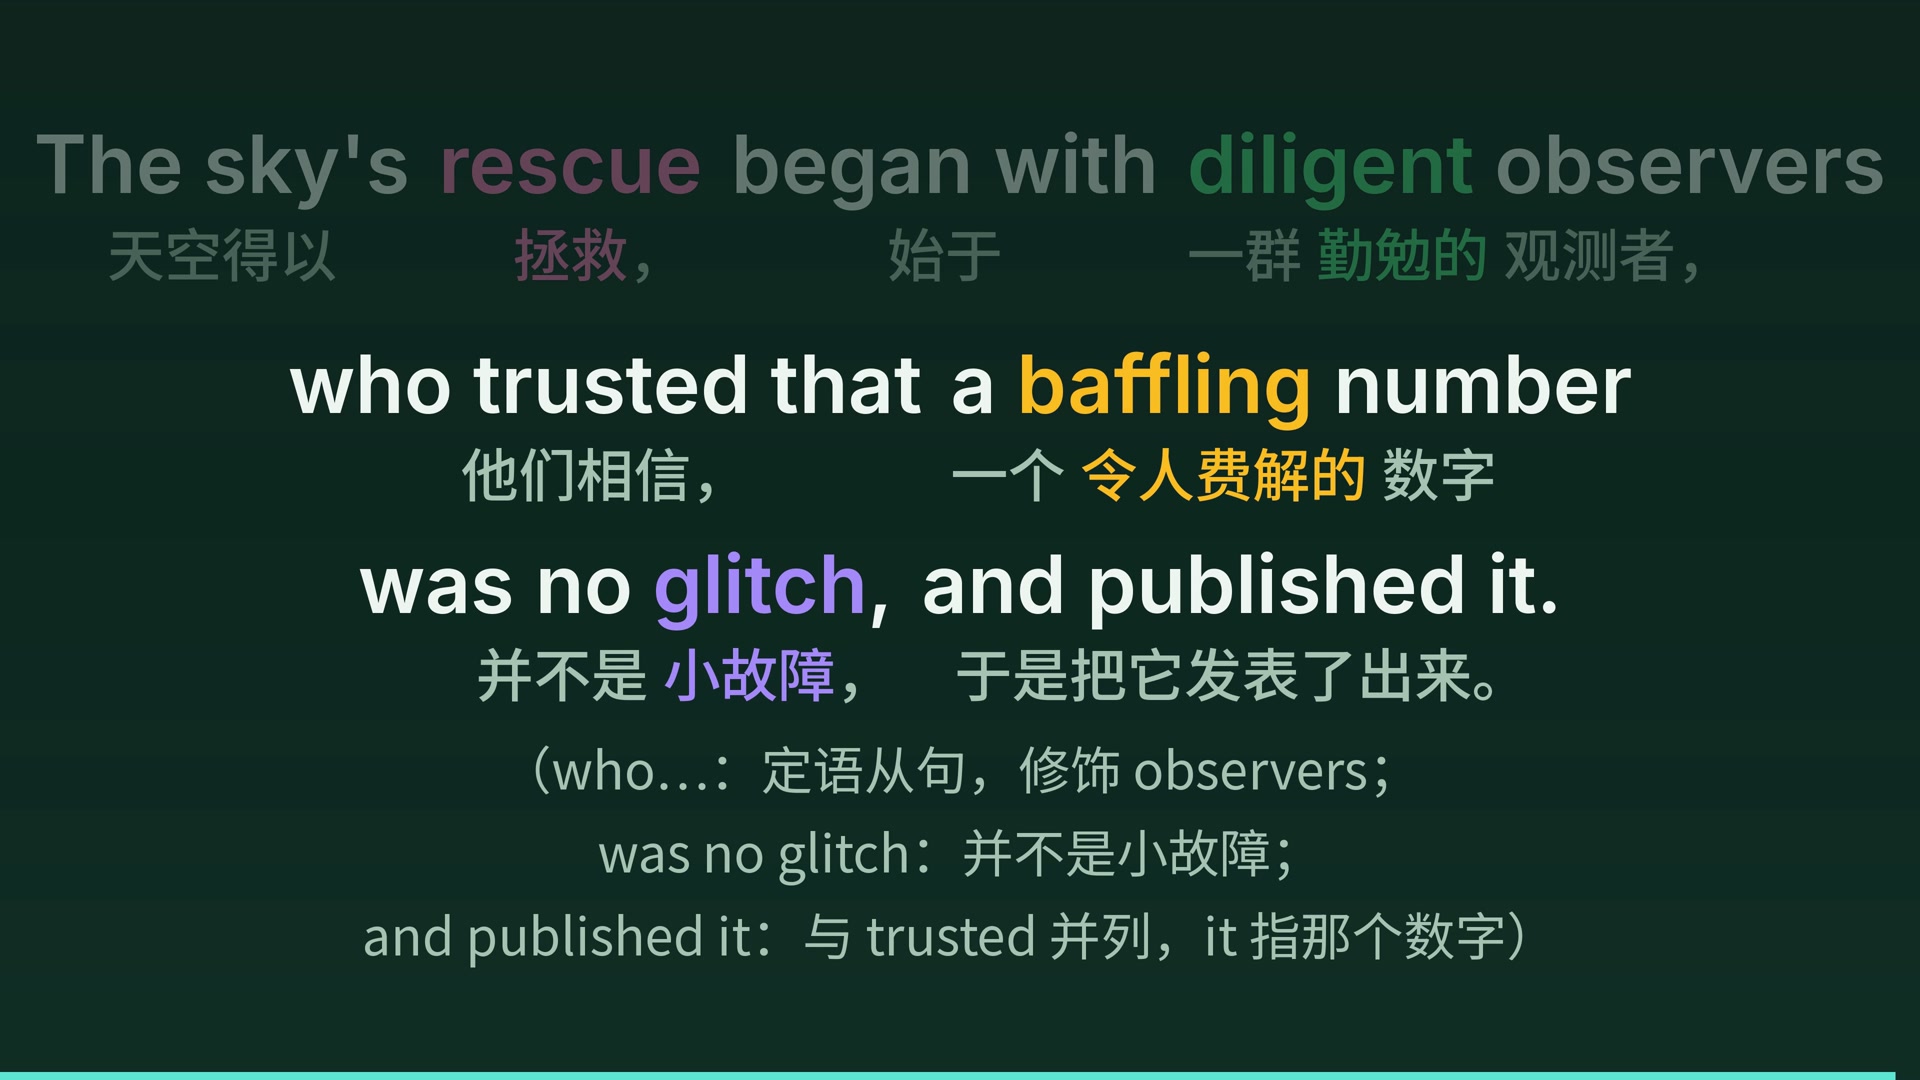 The sky's rescue began with diligent observers
天空得以 拯救， 始于 一群 勤勉的 观测者，
who trusted that a baffling number
他们相信， 一个 令人费解的 数字
was no glitch, and published it.
并不是 小故障， 于是把它发表了出来。
（who…：定语从句，修饰 observers；
was no glitch：并不是小故障；
and published it：与 trusted 并列，it 指那个数字）